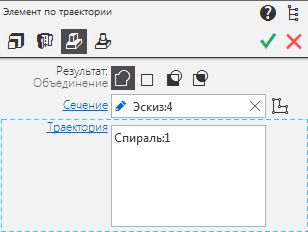 Элемент по траектории
Результат:
Объединение
Сечение
Эскиз:4
Траектория
Спираль:1